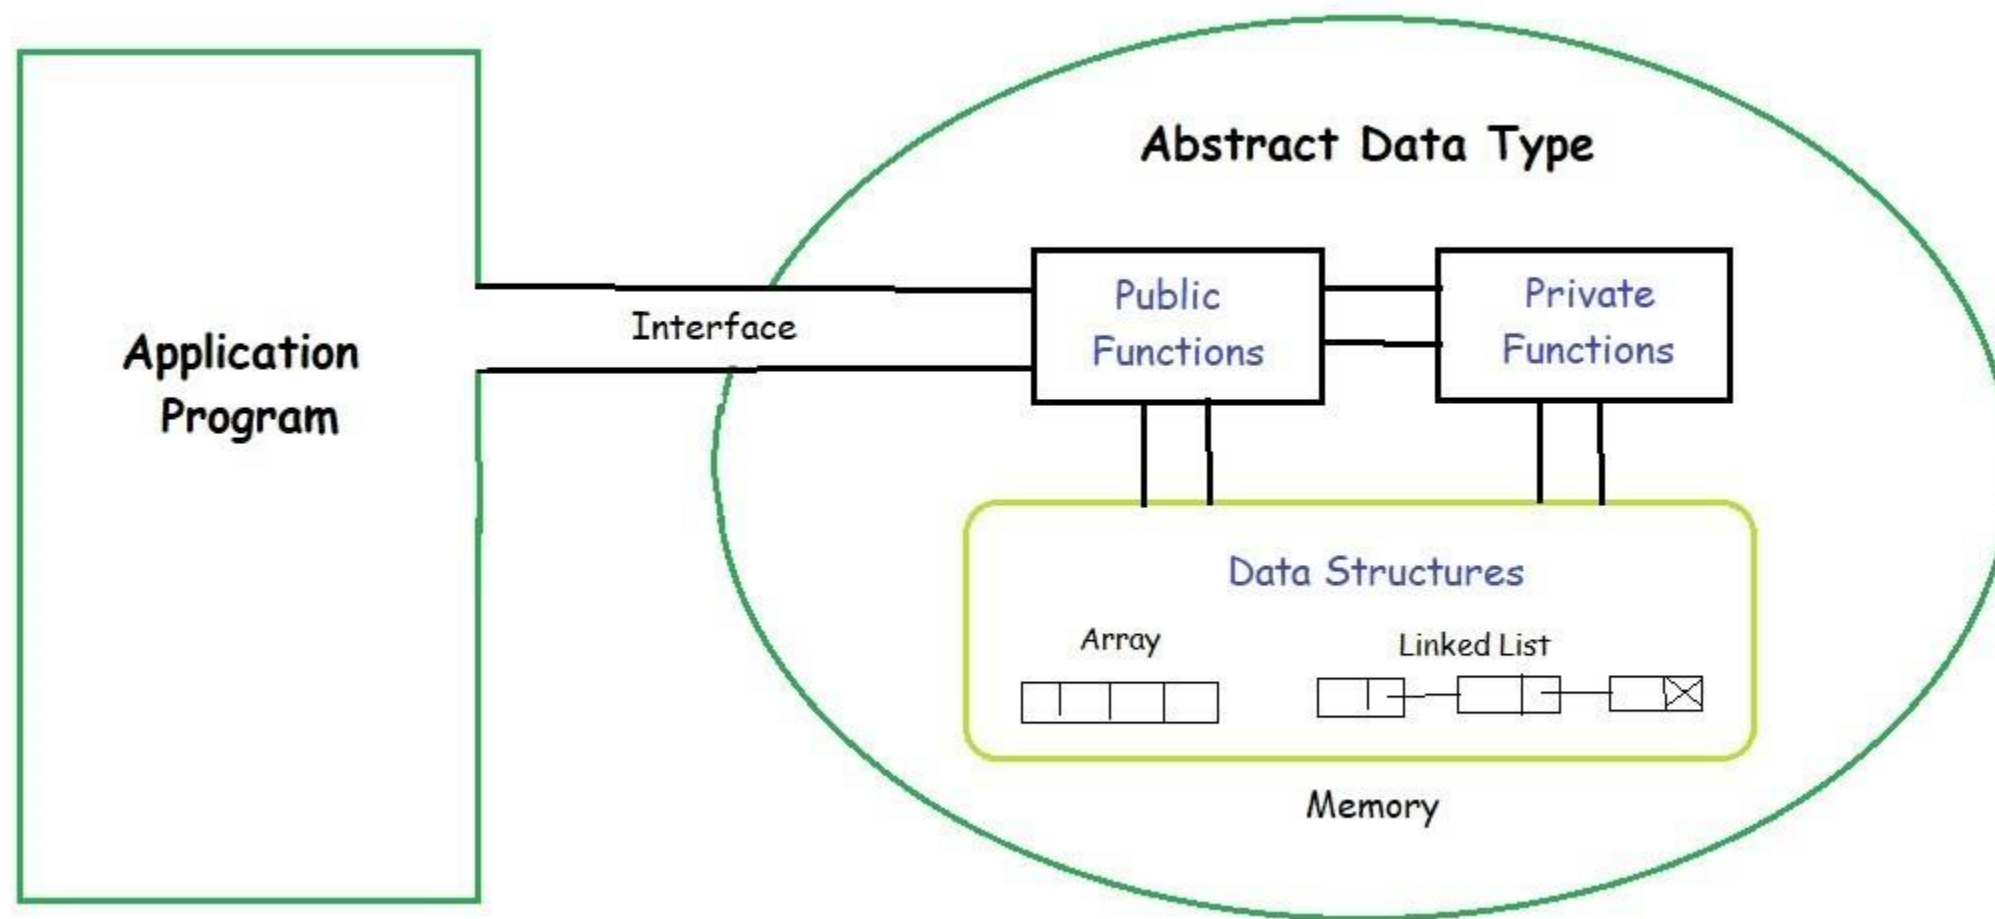 Abstract Data Type
Application
Program
Interface
Public
Functions
Private
Functions
Data Structures
Array
Linked List
Memory